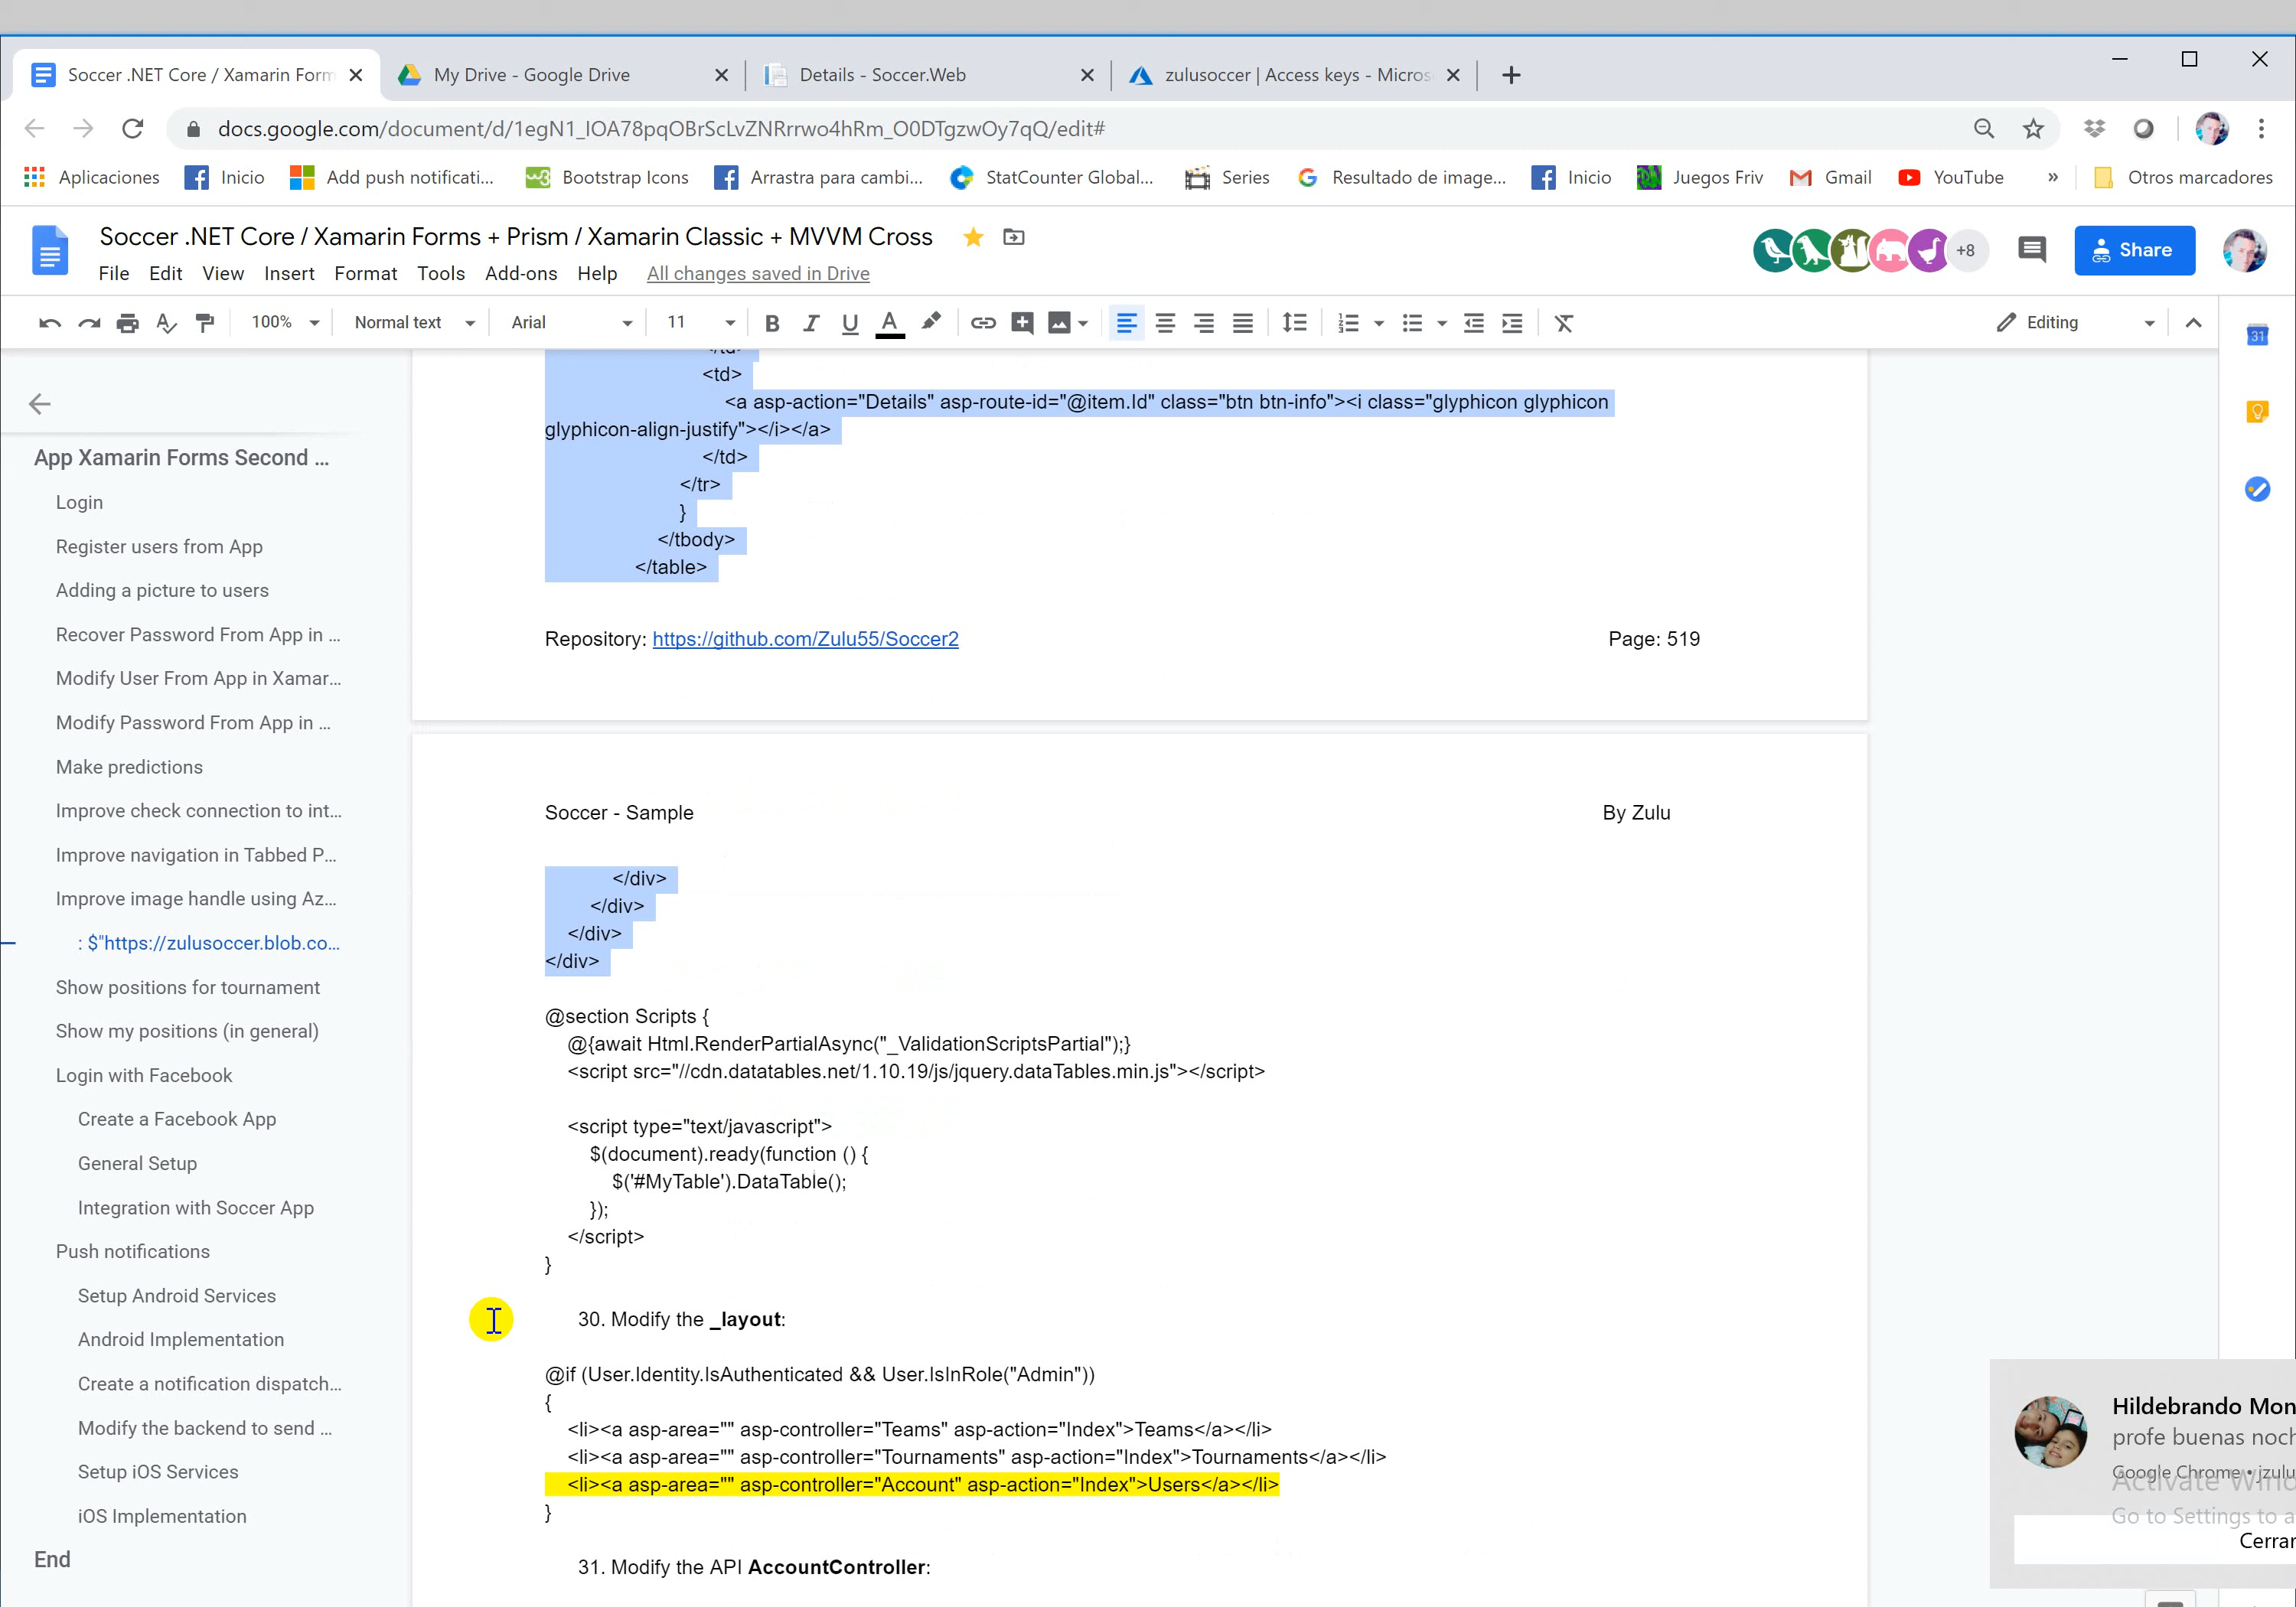 Soccer .NET Core / Xamarin Form
My Drive - Google Drive
Details - Soccer.Web
zulusoccer | Access keys - Micros
docs.google.com/document/d/1egN1_IOA78pqOBrScLvZNRrrwo4hRm_O0DTgzwOy7qQ/edit#
Aplicaciones
Inicio
Add push notificati...
Bootstrap Icons
Arrastra para cambi...
StatCounter Global...
Series
Resultado de image...
Inicio
Juegos Friv
Gmail
YouTube
»
Otros marcadores
Soccer .NET Core / Xamarin Forms + Prism / Xamarin Classic + MVVM Cross
+8
Share
File Edit View Insert Format Tools Add-ons Help All changes saved in Drive
100% Normal text Arial 11 B I U A Editing
31
App Xamarin Forms Second ...
Login
Register users from App
Adding a picture to users
Recover Password From App in ...
Modify User From App in Xamar...
Modify Password From App in ...
Make predictions
Improve check connection to int...
Improve navigation in Tabbed P...
Improve image handle using Az...
: $"https://zulusoccer.blob.co...
Show positions for tournament
Show my positions (in general)
Login with Facebook
Create a Facebook App
General Setup
Integration with Soccer App
Push notifications
Setup Android Services
Android Implementation
Create a notification dispatch...
Modify the backend to send ...
Setup iOS Services
iOS Implementation
End
</td>
<td>
<a asp-action="Details" asp-route-id="@item.Id" class="btn btn-info"><i class="glyphicon glyphicon
glyphicon-align-justify"></i></a>
</td>
</tr>
}
</tbody>
</table>
Repository: https://github.com/Zulu55/Soccer2
Page: 519
Soccer - Sample
By Zulu
</div>
</div>
</div>
</div>
@section Scripts {
@{await Html.RenderPartialAsync("_ValidationScriptsPartial");}
<script src="//cdn.datatables.net/1.10.19/js/jquery.dataTables.min.js"></script>
<script type="text/javascript">
$(document).ready(function () {
$('#MyTable').DataTable();
});
</script>
}
30. Modify the _layout:
@if (User.Identity.IsAuthenticated && User.IsInRole("Admin"))
{
<li><a asp-area="" asp-controller="Teams" asp-action="Index">Teams</a></li>
<li><a asp-area="" asp-controller="Tournaments" asp-action="Index">Tournaments</a></li>
<li><a asp-area="" asp-controller="Account" asp-action="Index">Users</a></li>
}
31. Modify the API AccountController:
Hildebrando Mon
profe buenas noch
Google Chrome • jzulu
Activate Wind
Go to Settings to a
Cerrar